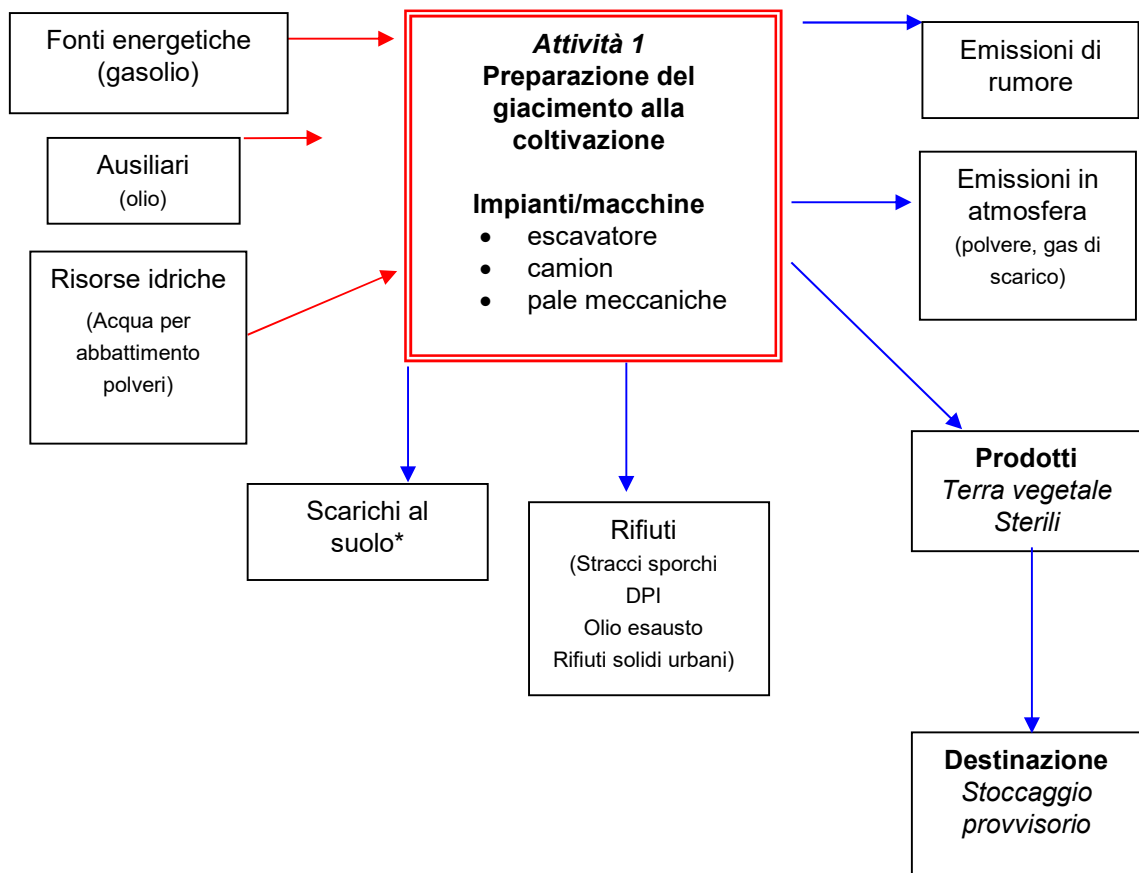 Fonti energetiche
(gasolio)
Ausiliari
(olio)
Risorse idriche
(Acqua per
abbattimento
polveri)
Attività 1
Preparazione del
giacimento alla
coltivazione
Impianti/macchine
• escavatore
• camion
• pale meccaniche
Emissioni di
rumore
Emissioni in
atmosfera
(polvere, gas di
scarico)
Scarichi al
suolo*
Rifiuti
(Stracci sporchi
DPI
Olio esausto
Rifiuti solidi urbani)
Prodotti
Terra vegetale
Sterili
Destinazione
Stoccaggio
provvisorio